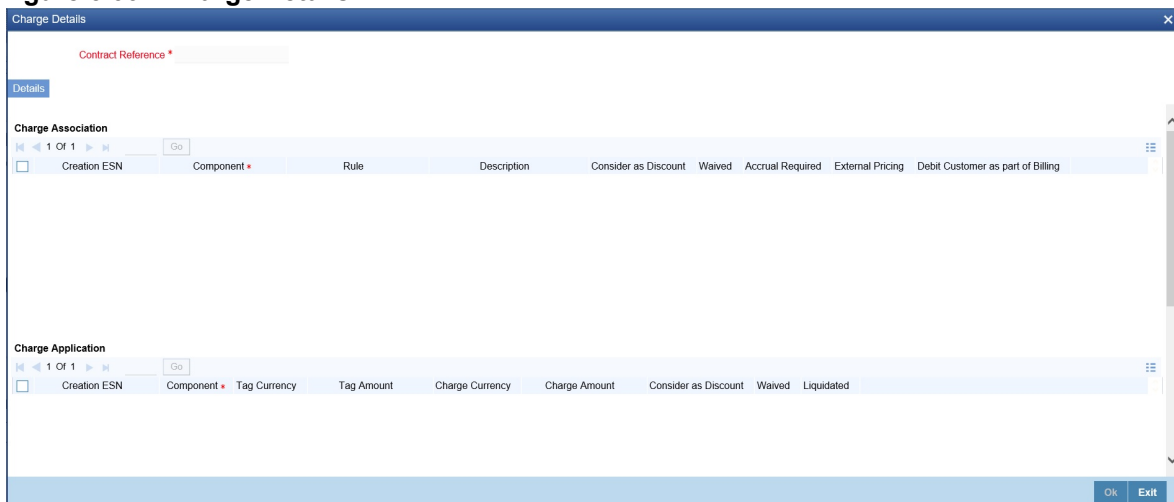 Charge Details
Contract Reference *
Details
Charge Association
1 Of 1 Go
Creation ESN Component * Rule Description Consider as Discount Waived Accrual Required External Pricing Debit Customer as part of Billing
Charge Application
1 Of 1 Go
Creation ESN Component * Tag Currency Tag Amount Charge Currency Charge Amount Consider as Discount Waived Liquidated
Ok Exit